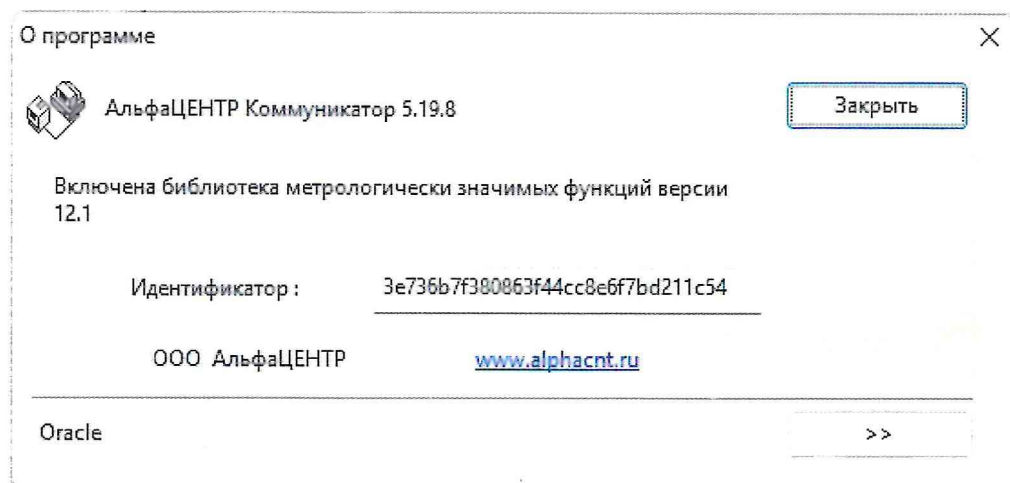 О программе
АльфаЦЕНТР Коммуникатор 5.19.8
Закрыть
Включена библиотека метрологически значимых функций версии
12.1
Идентификатор :
3e736b7f380863f44cc8e6f7bd211c54
ООО АльфаЦЕНТР
www.alphacnt.ru
Oracle
>>